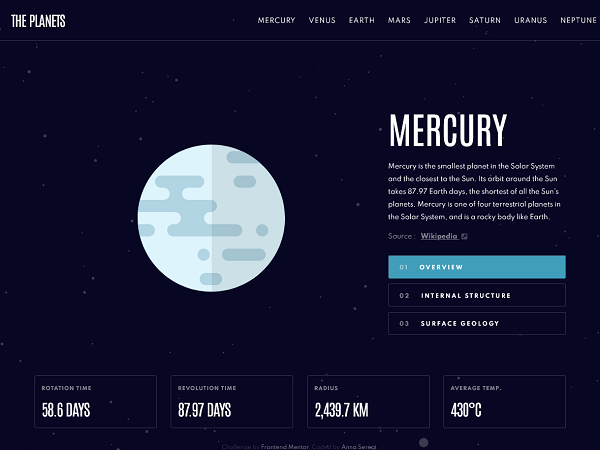 THE PLANETS
MERCURY VENUS EARTH MARS JUPITER SATURN URANUS NEPTUNE
MERCURY
Mercury is the smallest planet in the Solar System
and the closest to the Sun. Its orbit around the Sun
takes 87.97 Earth days, the shortest of all the Sun's
planets. Mercury is one of four terrestrial planets in
the Solar System, and is a rocky body like Earth.
Source : Wikipedia
01 OVERVIEW
02 INTERNAL STRUCTURE
03 SURFACE GEOLOGY
ROTATION TIME
58.6 DAYS
REVOLUTION TIME
87.97 DAYS
RADIUS
2,439.7 KM
AVERAGE TEMP.
430°C
Challenge by Frontend Mentor. Coded by AnnaSeregi